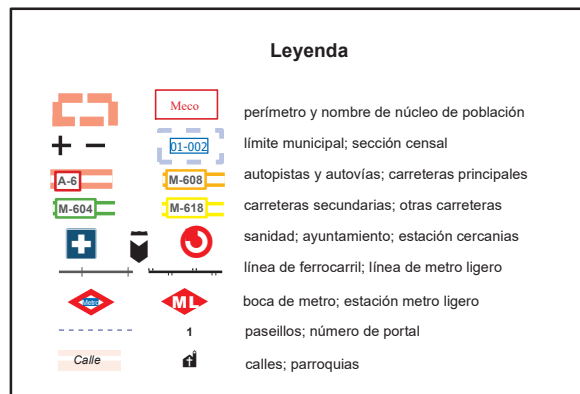 Leyenda
Meco
perímetro y nombre de núcleo de población
01-002
límite municipal; sección censal
A-6 M-608
autopistas y autovías; carreteras principales
M-604 M-618
carreteras secundarias; otras carreteras
sanidad; ayuntamiento; estación cercanias
línea de ferrocarril; línea de metro ligero
Metro ML
boca de metro; estación metro ligero
1
paseillos; número de portal
Calle
calles; parroquias